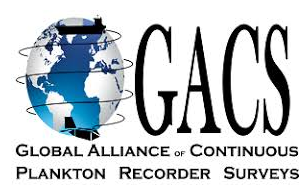 GACS
GLOBAL ALLIANCE OF CONTINUOUS
PLANKTON RECORDER SURVEYS